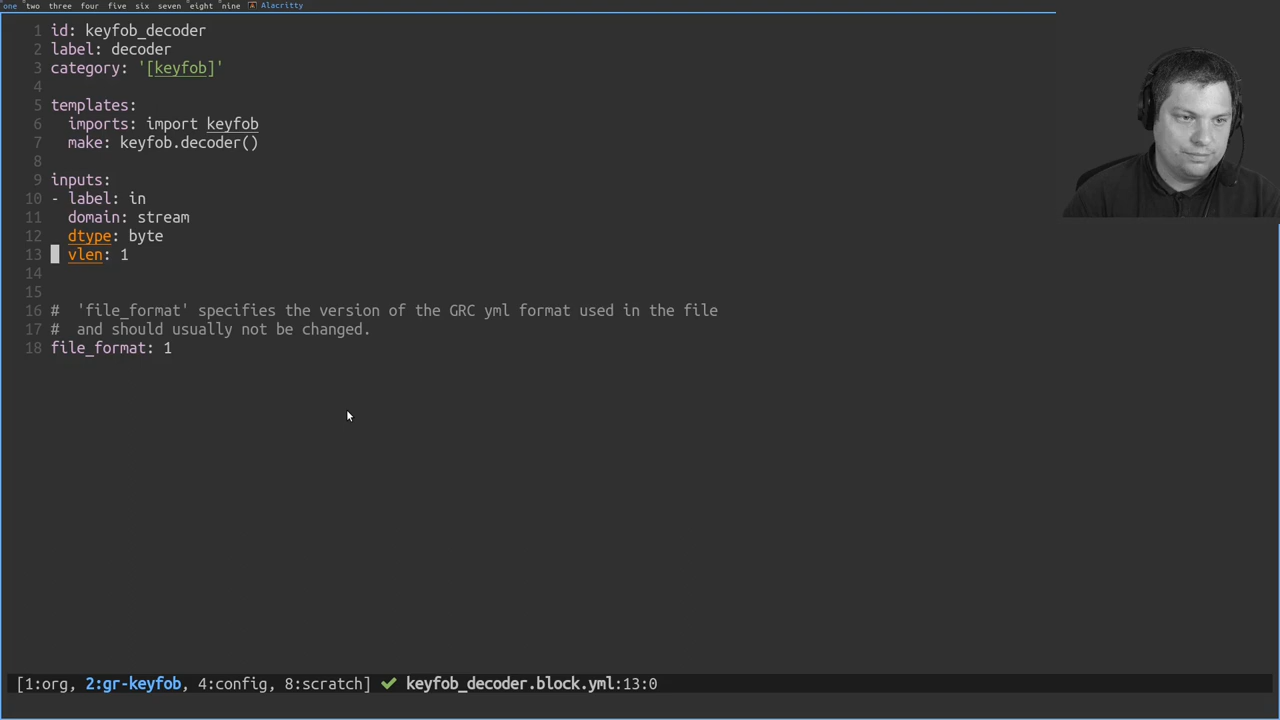 one two three four five six seven eight nine Alacritty
1 id: keyfob_decoder
2 label: decoder
3 category: '[keyfob]'
4
5 templates:
6 imports: import keyfob
7 make: keyfob.decoder()
8
9 inputs:
10 - label: in
11 domain: stream
12 dtype: byte
13 vlen: 1
14
15
16 # 'file_format' specifies the version of the GRC yml format used in the file
17 # and should usually not be changed.
18 file_format: 1
[1:org, 2:gr-keyfob, 4:config, 8:scratch] ✔ keyfob_decoder.block.yml:13:0